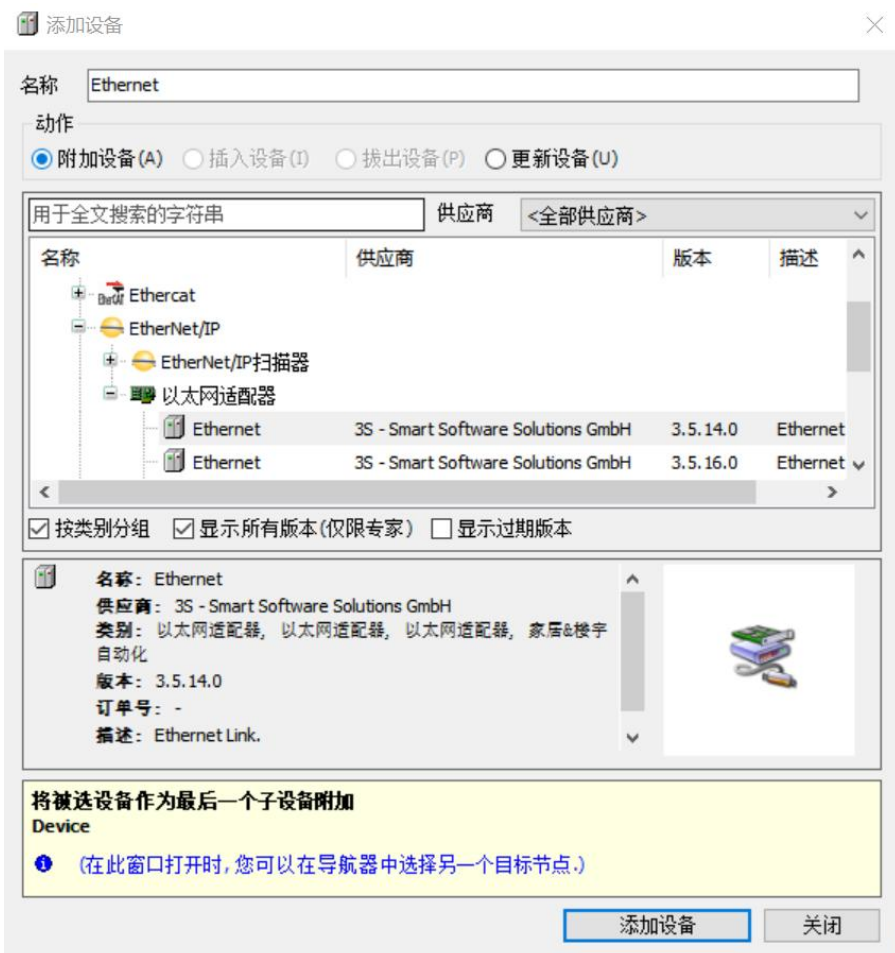 添加设备
名称 Ethernet
动作
附加设备(A) 插入设备(I) 拔出设备(P) 更新设备(U)
用于全文搜索的字符串 供应商 <全部供应商>
名称 供应商 版本 描述
Ethercat
EtherNet/IP
EtherNet/IP扫描器
以太网适配器
Ethernet 3S - Smart Software Solutions GmbH 3.5.14.0 Ethernet
Ethernet 3S - Smart Software Solutions GmbH 3.5.16.0 Ethernet
按类别分组 显示所有版本(仅限专家) 显示过期版本
名称: Ethernet
供应商: 3S - Smart Software Solutions GmbH
类别: 以太网适配器, 以太网适配器, 以太网适配器, 家居&楼宇
自动化
版本: 3.5.14.0
订单号: -
描述: Ethernet Link.
将被选设备作为最后一个子设备附加
Device
(在此窗口打开时,您可以在导航器中选择另一个目标节点.)
添加设备 关闭